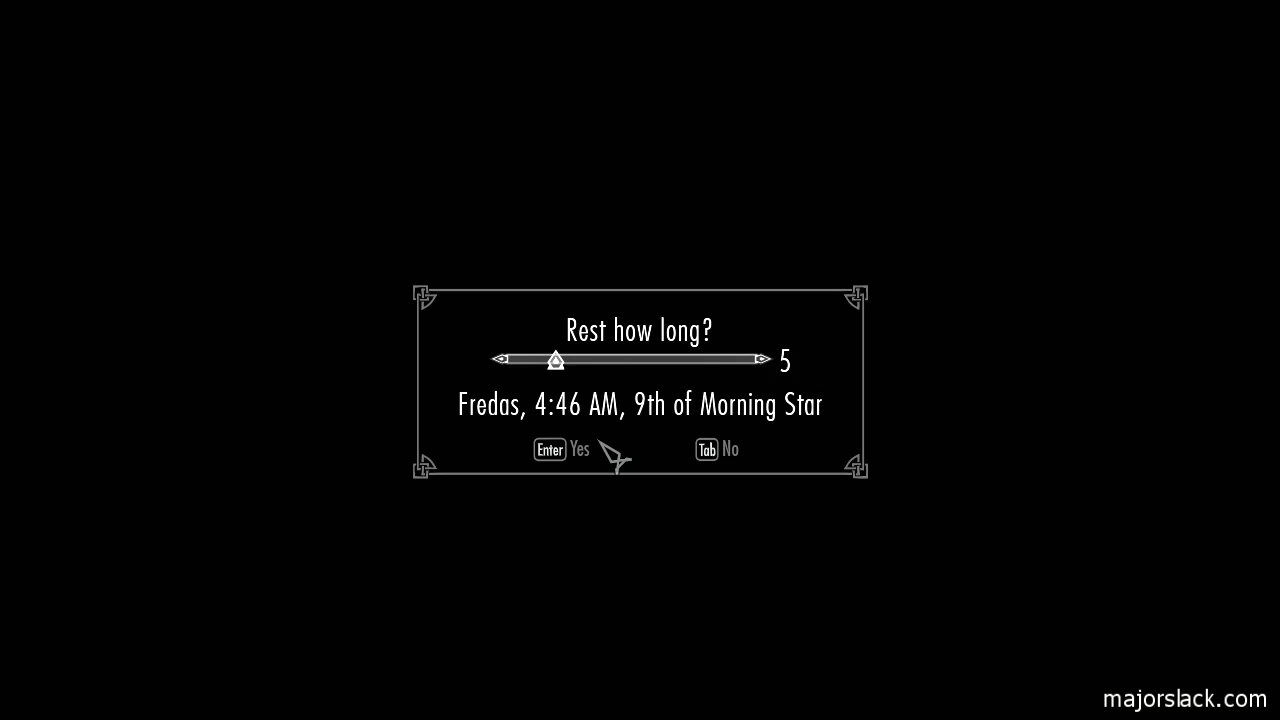 Rest how long?
5
Fredas, 4:46 AM, 9th of Morning Star
Enter Yes Tab No
majorslack.com